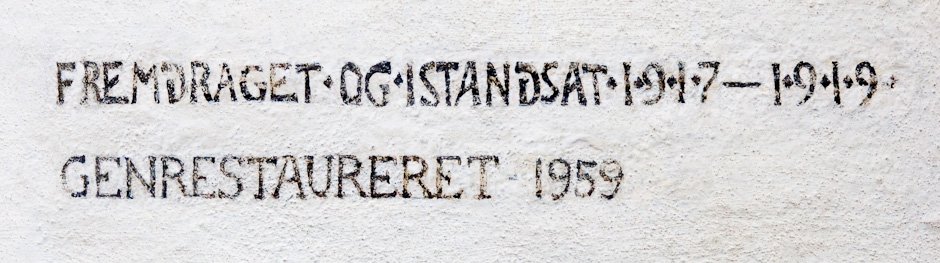 FREMDRAGET·OG·ISTANDSAT·1·9·1·7—1·9·1·9·
GENRESTAURERET · 1959